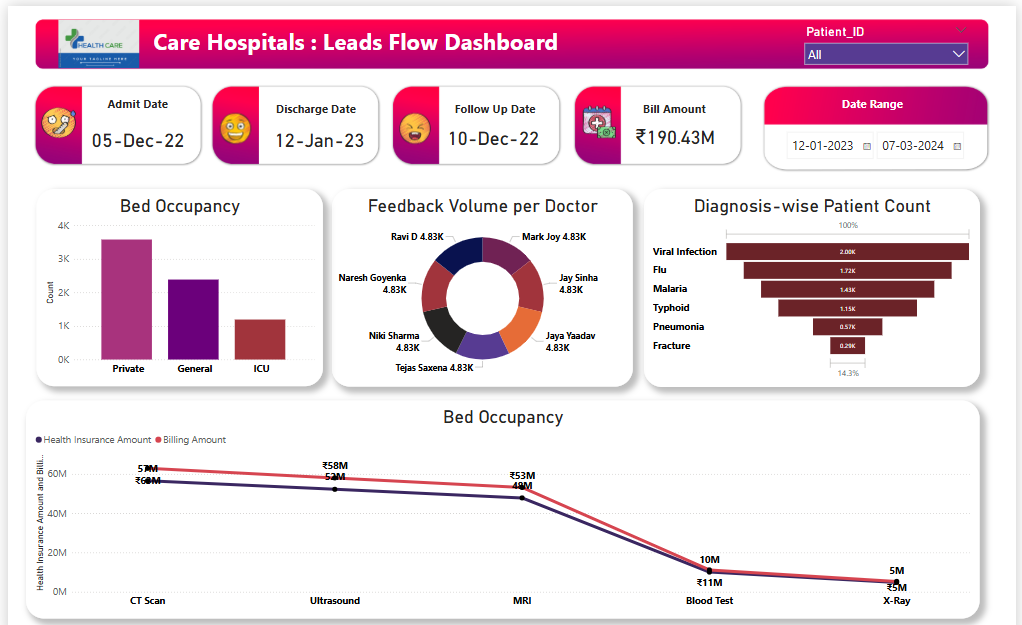 HEALTH CARE
YOUR TAGLINE HERE
Care Hospitals : Leads Flow Dashboard
Patient_ID
All
Admit Date
05-Dec-22
Discharge Date
12-Jan-23
Follow Up Date
10-Dec-22
Bill Amount
₹190.43M
Date Range
12-01-2023
07-03-2024
Bed Occupancy
Count
4K
3K
2K
1K
0K
Private
General
ICU
Feedback Volume per Doctor
Ravi D 4.83K
Mark Joy 4.83K
Naresh Goyenka
4.83K
Jay Sinha
4.83K
Niki Sharma
4.83K
Jaya Yaadav
4.83K
Tejas Saxena 4.83K
Diagnosis-wise Patient Count
100%
Viral Infection 2.00K
Flu 1.72K
Malaria 1.43K
Typhoid 1.15K
Pneumonia 0.57K
Fracture 0.29K
14.3%
Bed Occupancy
Health Insurance Amount
Billing Amount
Health Insurance Amount and Billi...
60M
40M
20M
0M
57M
₹58M
52M
₹53M
48M
10M
₹11M
5M
₹5M
CT Scan
Ultrasound
MRI
Blood Test
X-Ray